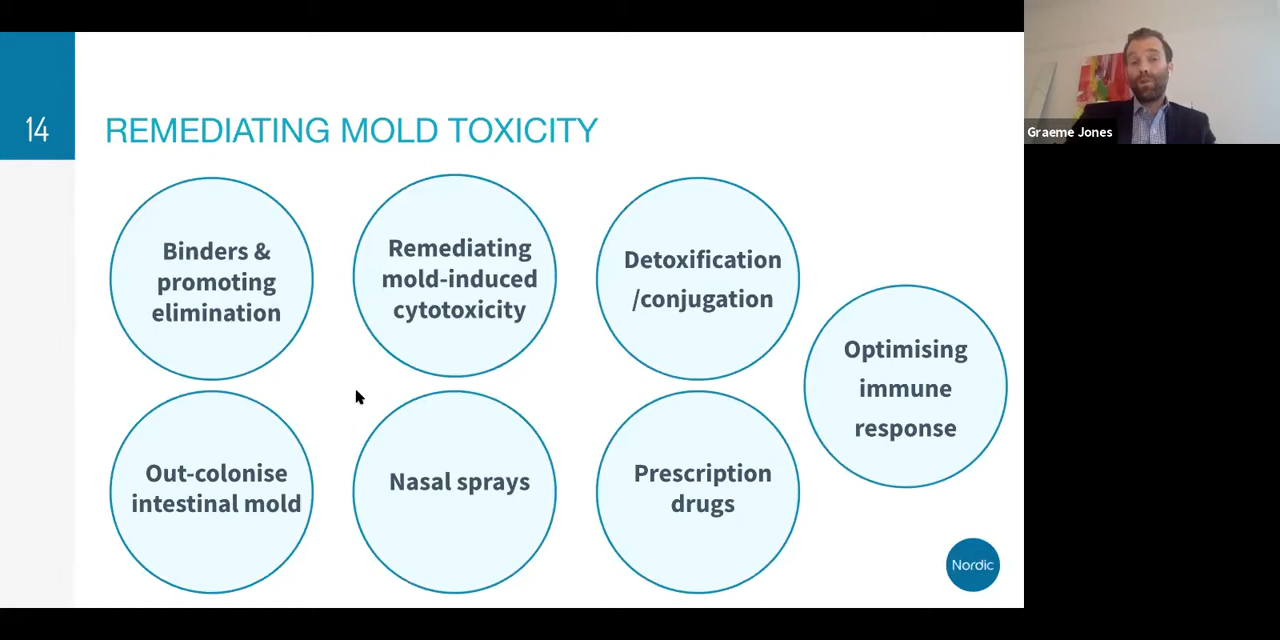 14
REMEDIATING MOLD TOXICITY
Binders &
promoting
elimination
Remediating
mold-induced
cytotoxicity
Detoxification
/conjugation
Optimising
immune
response
Out-colonise
intestinal mold
Nasal sprays
Prescription
drugs
Nordic
Graeme Jones